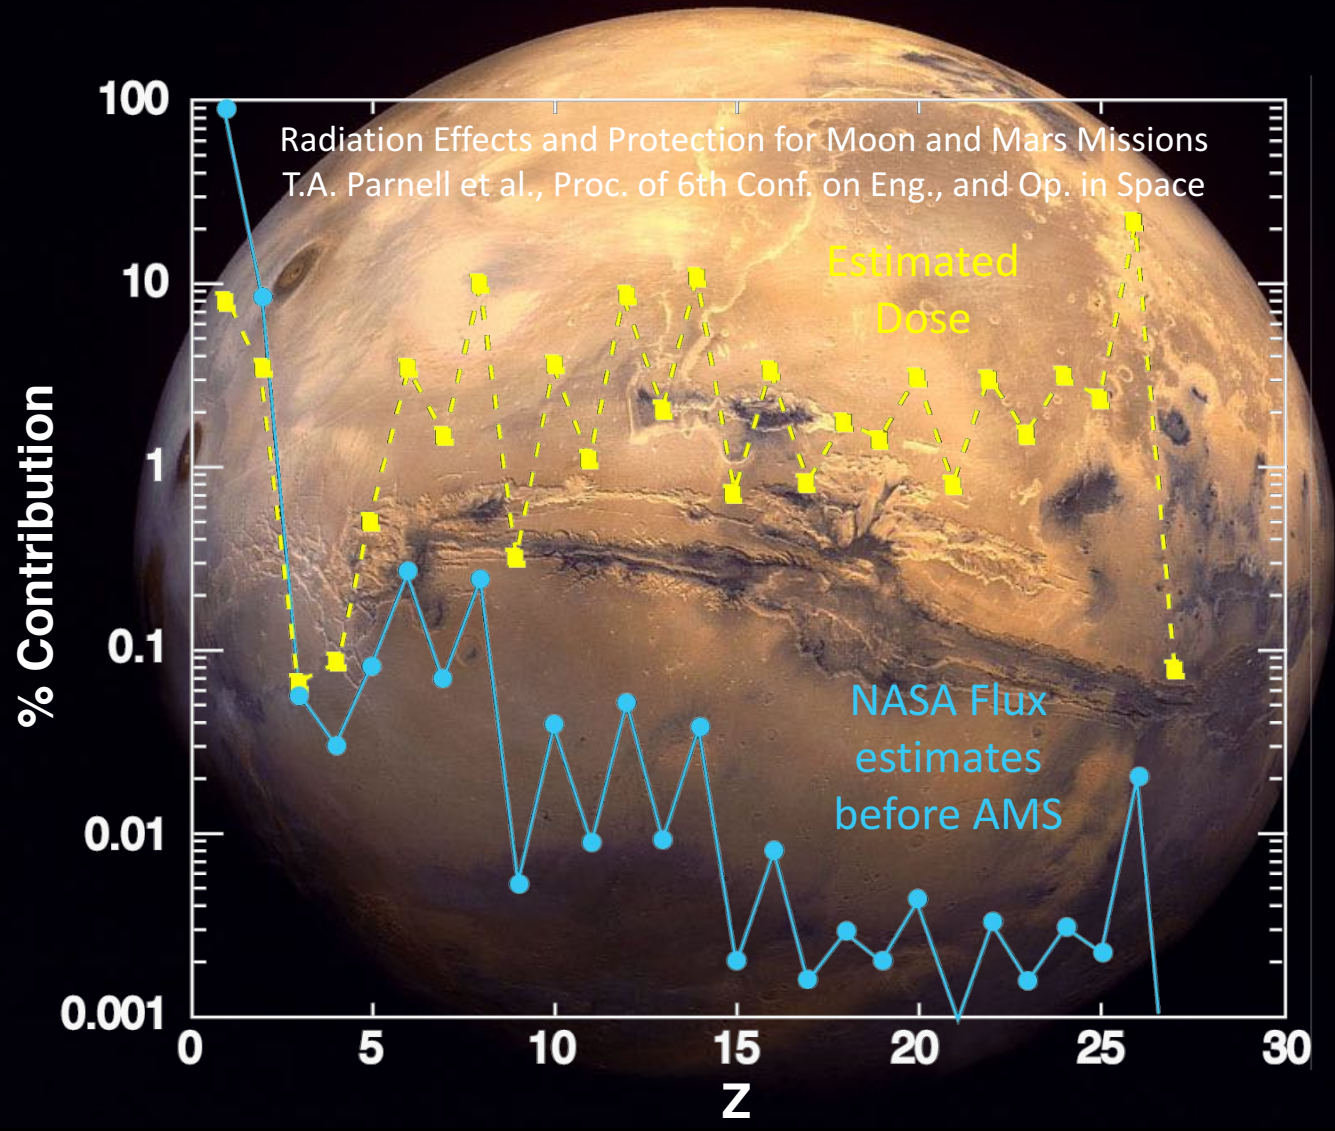 Radiation Effects and Protection for Moon and Mars Missions
T.A. Parnell et al., Proc. of 6th Conf. on Eng., and Op. in Space
Estimated
Dose
NASA Flux
estimates
before AMS
% Contribution
100
10
1
0.1
0.01
0.001
0 5 10 15 20 25 30
Z